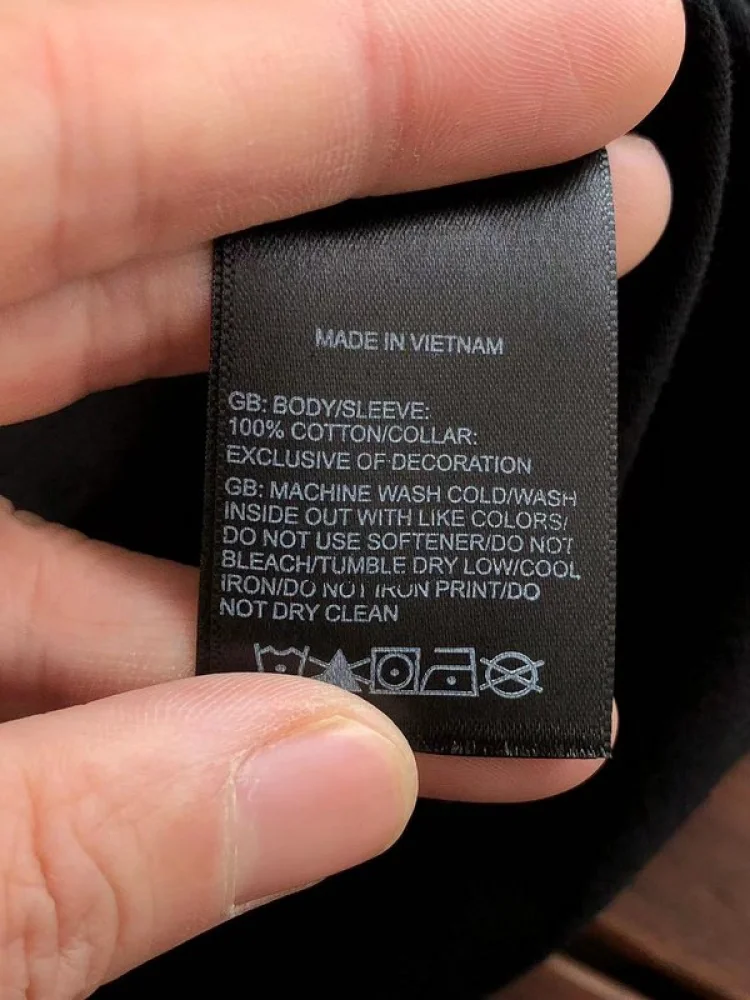 MADE IN VIETNAM
GB: BODY/SLEEVE:
100% COTTON/COLLAR:
EXCLUSIVE OF DECORATION
GB: MACHINE WASH COLD/WASH
INSIDE OUT WITH LIKE COLORS/
DO NOT USE SOFTENER/DO NOT
BLEACH/TUMBLE DRY LOW/COOL
IRON/DO NOT IRON PRINT/DO
NOT DRY CLEAN